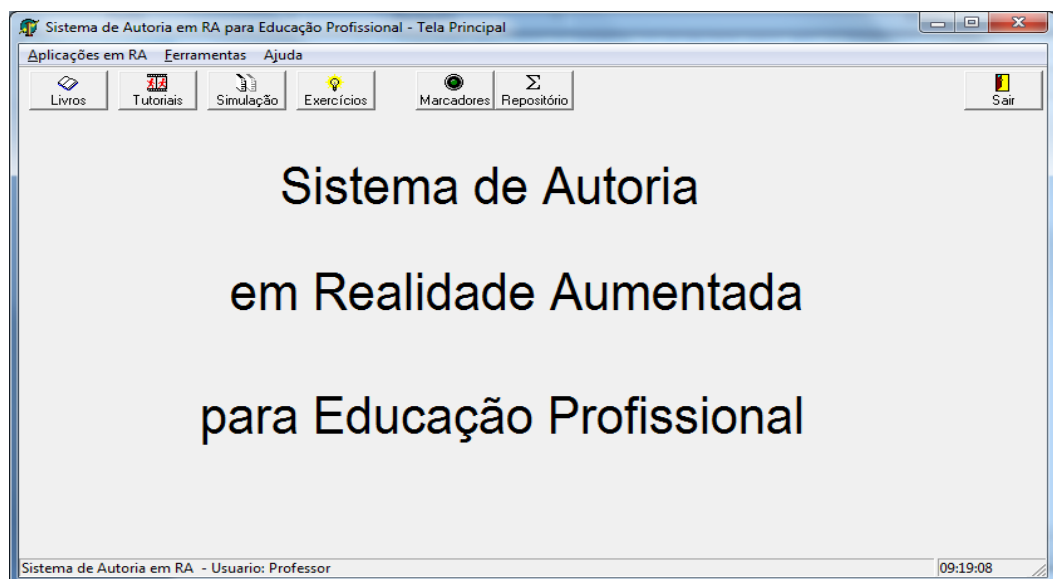 Sistema de Autoria em RA para Educação Profissional - Tela Principal
Aplicações em RA Ferramentas Ajuda
Livros Tutoriais Simulação Exercícios Marcadores Repositório Sair
Sistema de Autoria
em Realidade Aumentada
para Educação Profissional
Sistema de Autoria em RA - Usuario: Professor 09:19:08